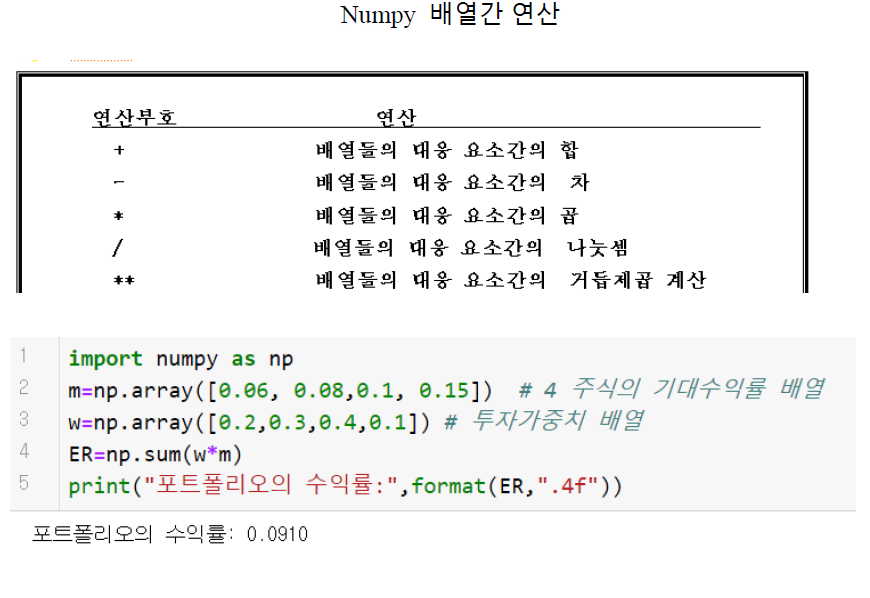 Numpy 배열간 연산
연산부호 연산
+ 배열들의 대응 요소간의 합
- 배열들의 대응 요소간의 차
* 배열들의 대응 요소간의 곱
/ 배열들의 대응 요소간의 나눗셈
** 배열들의 대응 요소간의 거듭제곱 계산
1 import numpy as np
2 m=np.array([0.06, 0.08,0.1, 0.15]) # 4 주식의 기대수익률 배열
3 w=np.array([0.2,0.3,0.4,0.1]) # 투자가중치 배열
4 ER=np.sum(w*m)
5 print("포트폴리오의 수익률:",format(ER,".4f"))
포트폴리오의 수익률: 0.0910